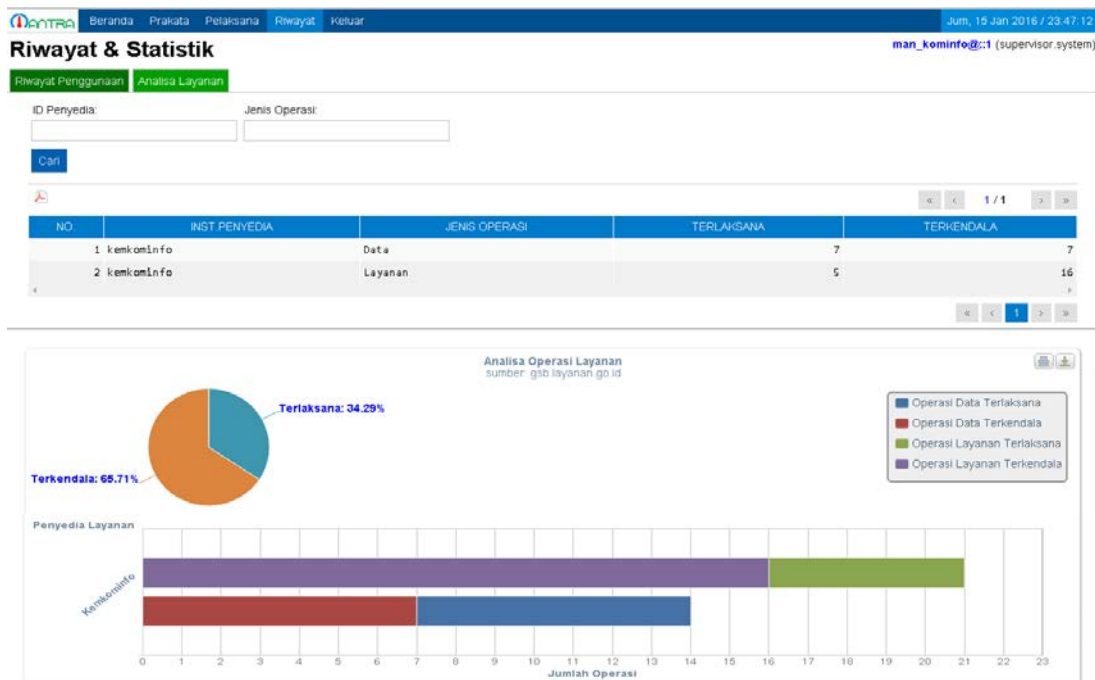 MANTRA Beranda Prakata Pelaksana Riwayat Keluar Jum, 15 Jan 2016 / 23:47:12
Riwayat & Statistik man_kominfo@::1 (supervisor.system)
Riwayat Penggunaan Analisa Layanan
ID Penyedia: Jenis Operasi:
Cari
« ‹ 1 / 1 › »
NO. INST.PENYEDIA JENIS OPERASI TERLAKSANA TERKENDALA
1 kemkominfo Data 7 7
2 kemkominfo Layanan 5 16
« ‹ 1 › »
Analisa Operasi Layanan
sumber: gsb.layanan.go.id
Terlaksana: 34.29%
Terkendala: 65.71%
Operasi Data Terlaksana
Operasi Data Terkendala
Operasi Layanan Terlaksana
Operasi Layanan Terkendala
Penyedia Layanan
Kemkominfo
0 1 2 3 4 5 6 7 8 9 10 11 12 13 14 15 16 17 18 19 20 21 22 23
Jumlah Operasi